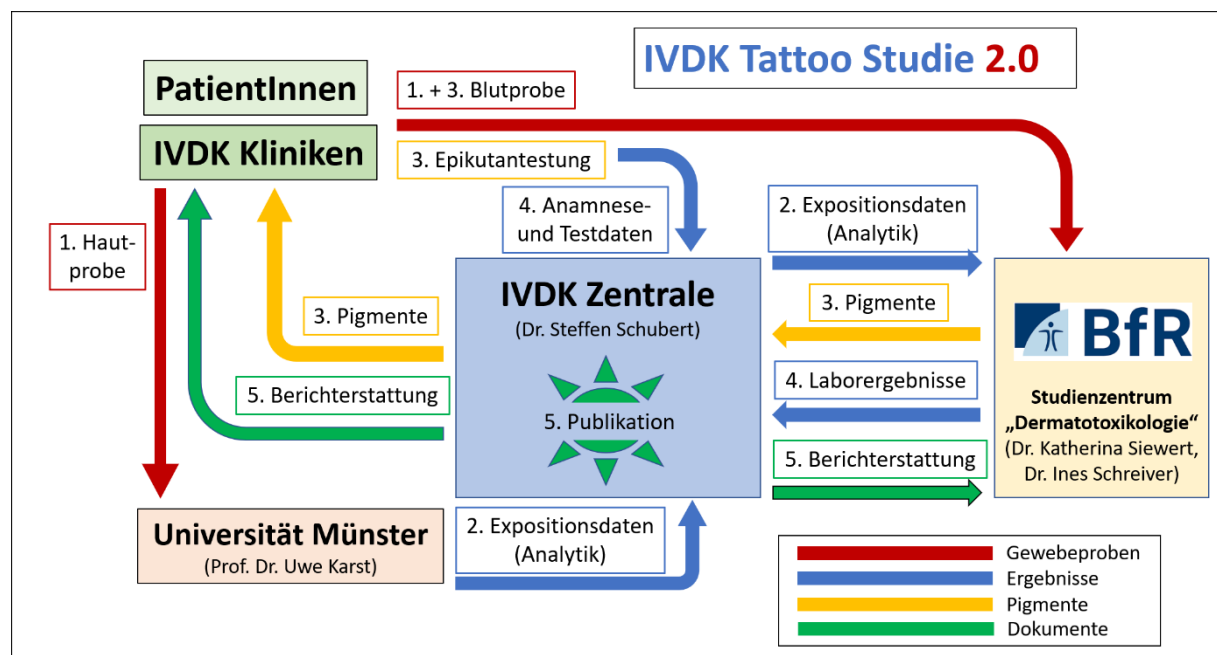 IVDK Tattoo Studie 2.0
PatientInnen
IVDK Kliniken
1. + 3. Blutprobe
3. Epikutantestung
4. Anamnese-
und Testdaten
2. Expositionsdaten
(Analytik)
1. Haut-
probe
IVDK Zentrale
(Dr. Steffen Schubert)
3. Pigmente
3. Pigmente
BfR
4. Laborergebnisse
5. Berichterstattung
5. Publikation
Studienzentrum
„Dermatotoxikologie“
(Dr. Katherina Siewert,
Dr. Ines Schreiver)
5. Berichterstattung
Universität Münster
(Prof. Dr. Uwe Karst)
2. Expositionsdaten
(Analytik)
Gewebeproben
Ergebnisse
Pigmente
Dokumente